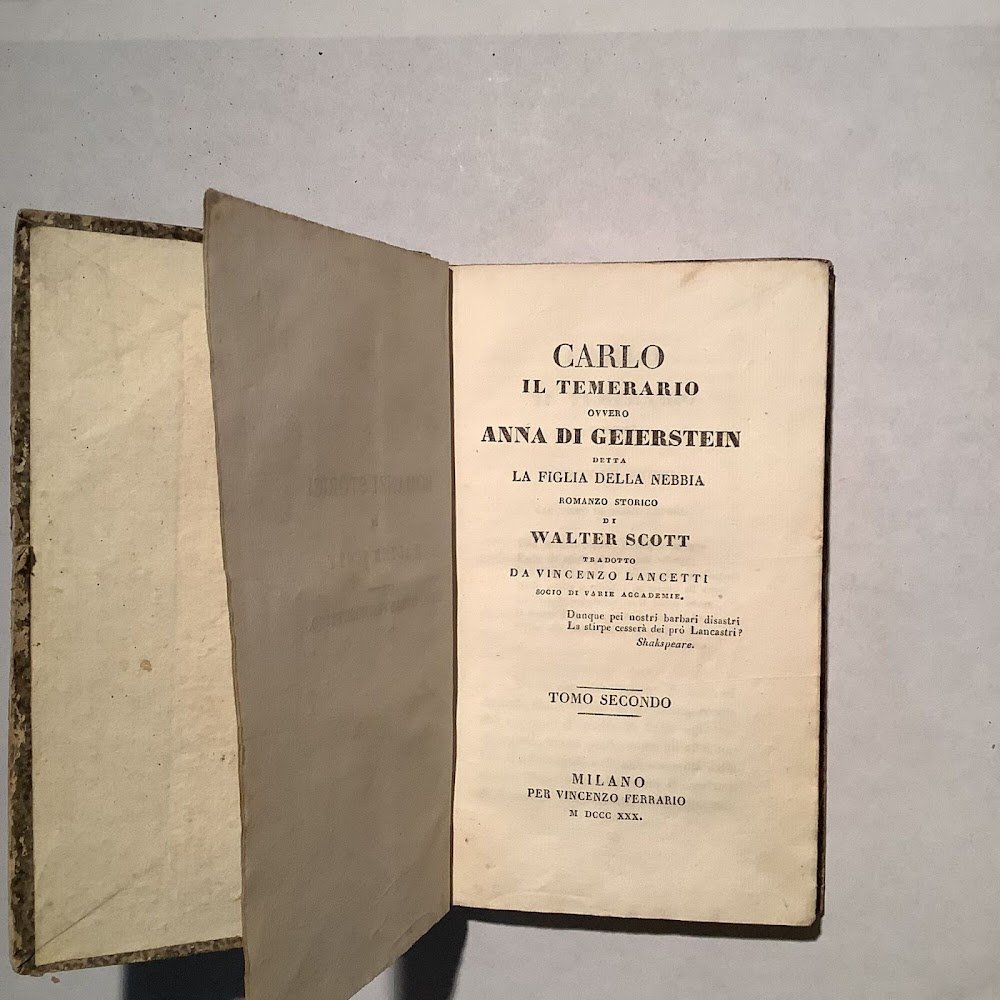 CARLO
IL TEMERARIO
OVVERO
ANNA DI GEIERSTEIN
DETTA
LA FIGLIA DELLA NEBBIA
ROMANZO STORICO
DI
WALTER SCOTT
TRADOTTO
DA VINCENZO LANCETTI
SOCIO DI VARIE ACCADEMIE.
Dunque pei nostri barbari disastri
La stirpe cesserà dei pró Lancastri?
Shakspeare.
TOMO SECONDO
MILANO
PER VINCENZO FERRARIO
M DCCC XXX.